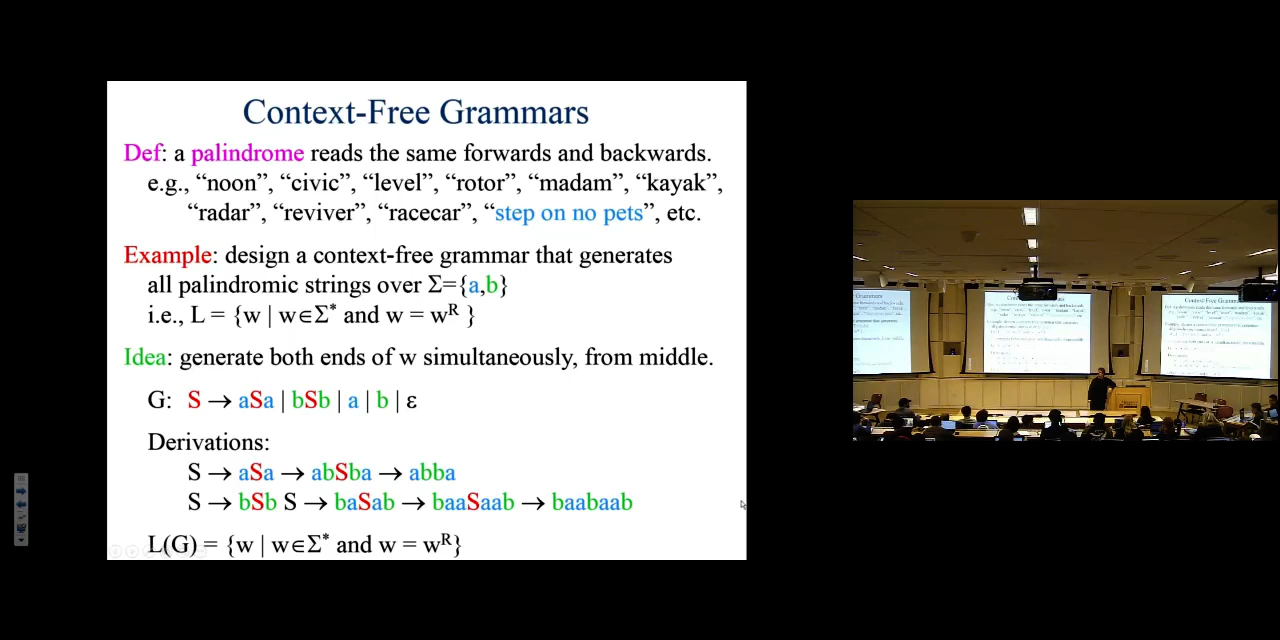 Context-Free Grammars
Def: a palindrome reads the same forwards and backwards.
e.g., “noon”, “civic”, “level”, “rotor”, “madam”, “kayak”,
“radar”, “reviver”, “racecar”, “step on no pets”, etc.
Example: design a context-free grammar that generates
all palindromic strings over Σ={a,b}
i.e., L = {w | w∈Σ* and w = wᴿ }
Idea: generate both ends of w simultaneously, from middle.
G: S → aSa | bSb | a | b | ε
Derivations:
S → aSa → abSba → abba
S → bSb S → baSab → baaSaab → baabaab
L(G) = {w | w∈Σ* and w = wᴿ}